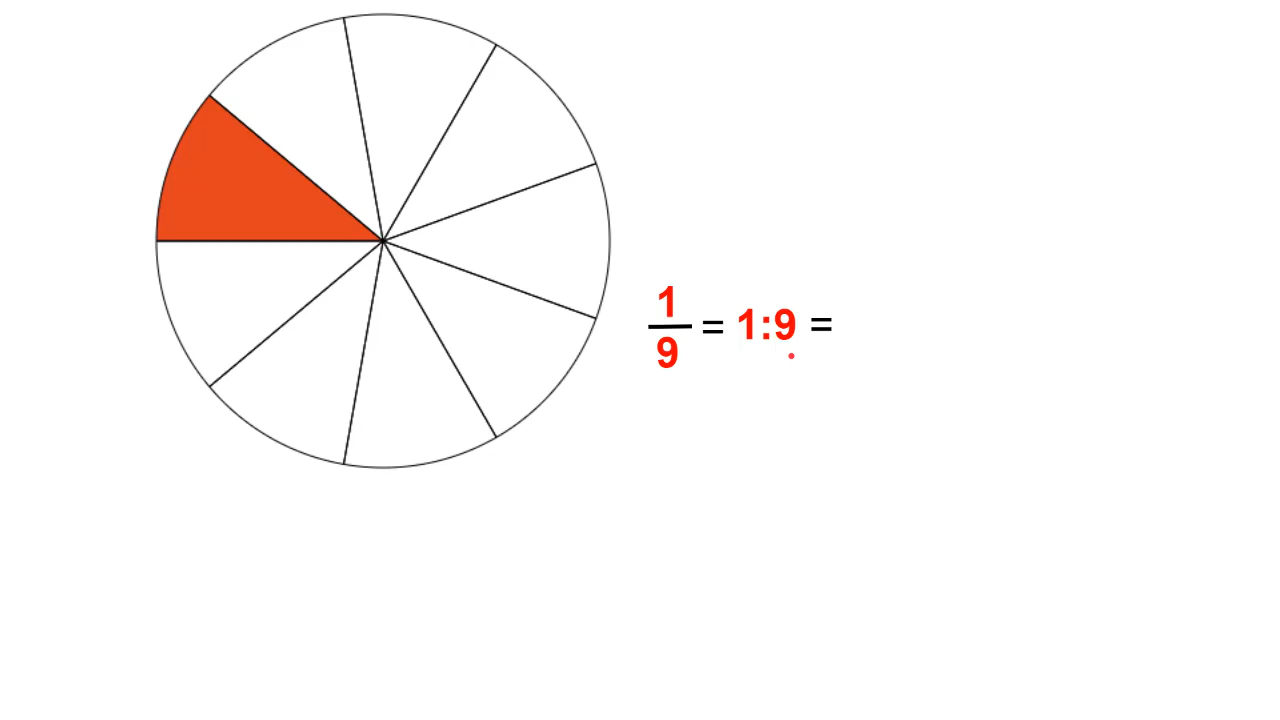 1/9 = 1:9 =